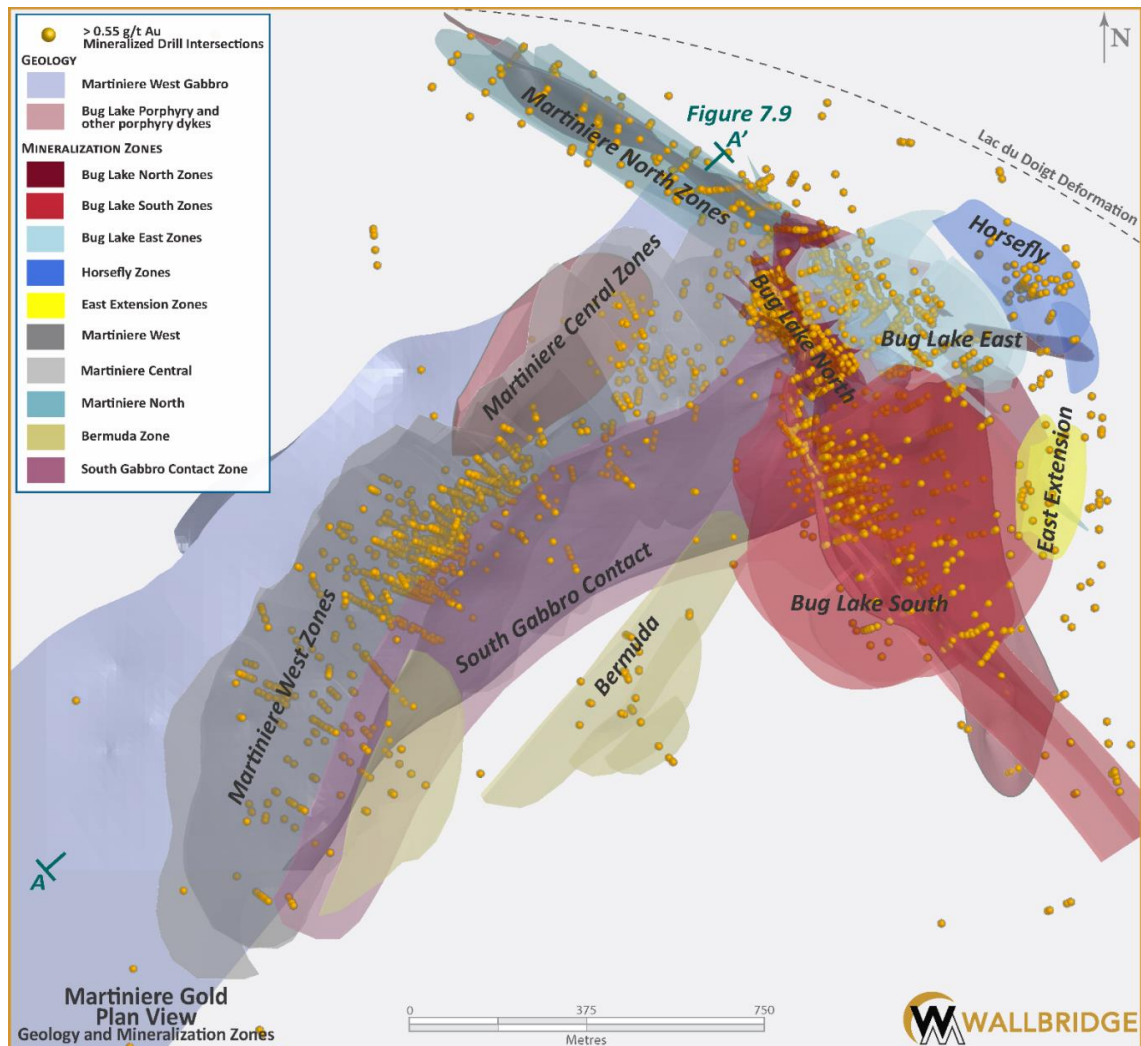 > 0.55 g/t Au
Mineralized Drill Intersections
GEOLOGY
Martiniere West Gabbro
Bug Lake Porphyry and
other porphyry dykes
MINERALIZATION ZONES
Bug Lake North Zones
Bug Lake South Zones
Bug Lake East Zones
Horsefly Zones
East Extension Zones
Martiniere West
Martiniere Central
Martiniere North
Bermuda Zone
South Gabbro Contact Zone
N
Figure 7.9
A'
Lac du Doigt Deformation
Martiniere North Zones
Horsefly
Martiniere Cenral Zones
Bug Lake North
Bug Lake East
East Extension
South Gabbro Contact
Bug Lake South
Bermuda
Martiniere West Zones
A
Martiniere Gold
Plan View
Geology and Mineralization Zones
0 375 750
Metres
WALLBRIDGE